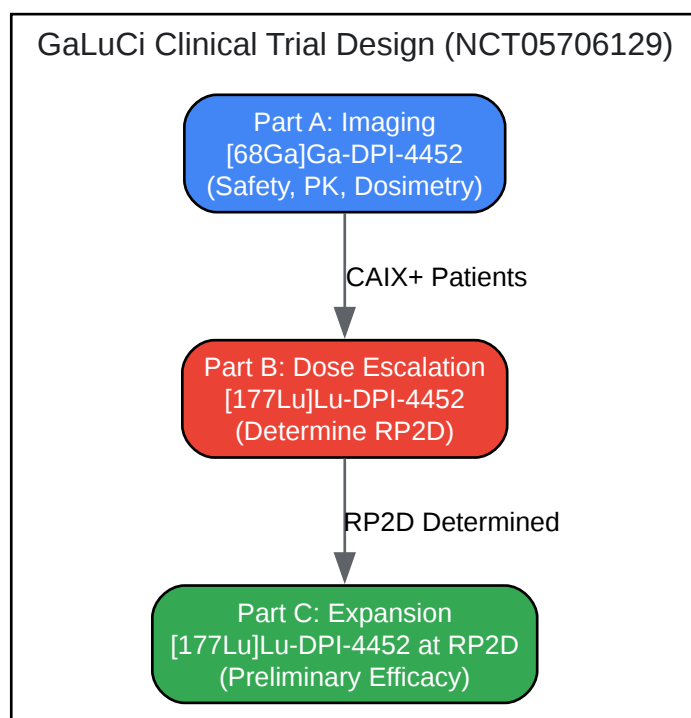 GaLuCi Clinical Trial Design (NCT05706129)
Part A: Imaging
[68Ga]Ga-DPI-4452
(Safety, PK, Dosimetry)
CAIX+ Patients
Part B: Dose Escalation
[177Lu]Lu-DPI-4452
(Determine RP2D)
RP2D Determined
Part C: Expansion
[177Lu]Lu-DPI-4452 at RP2D
(Preliminary Efficacy)